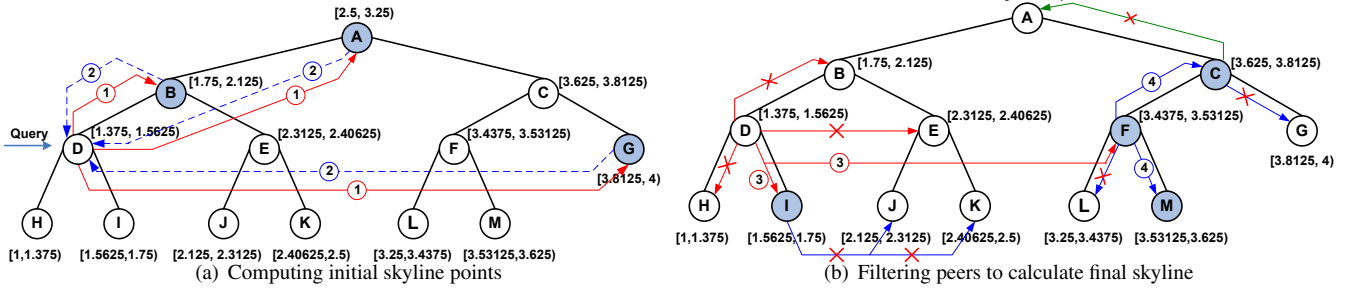 [2.5, 3.25]
A
2
2
B
[1.75, 2.125]
1
1
C
[3.625, 3.8125]
Query
D
[1.375, 1.5625]
E
[2.3125, 2.40625]
F
[3.4375, 3.53125]
G
[3.8125, 4]
2
1
H
I
J
K
L
M
[1,1.375]
[1.5625,1.75]
[2.125, 2.3125]
[2.40625,2.5]
[3.25,3.4375]
[3.53125,3.625]
(a) Computing initial skyline points
A
B
[1.75, 2.125]
C
[3.625, 3.8125]
4
D
[1.375, 1.5625]
E
[2.3125, 2.40625]
F
[3.4375, 3.53125]
G
[3.8125, 4]
3
3
4
H
I
J
K
L
M
[1,1.375]
[1.5625,1.75]
[2.125, 2.3125]
[2.40625,2.5]
[3.25,3.4375]
[3.53125,3.625]
(b) Filtering peers to calculate final skyline